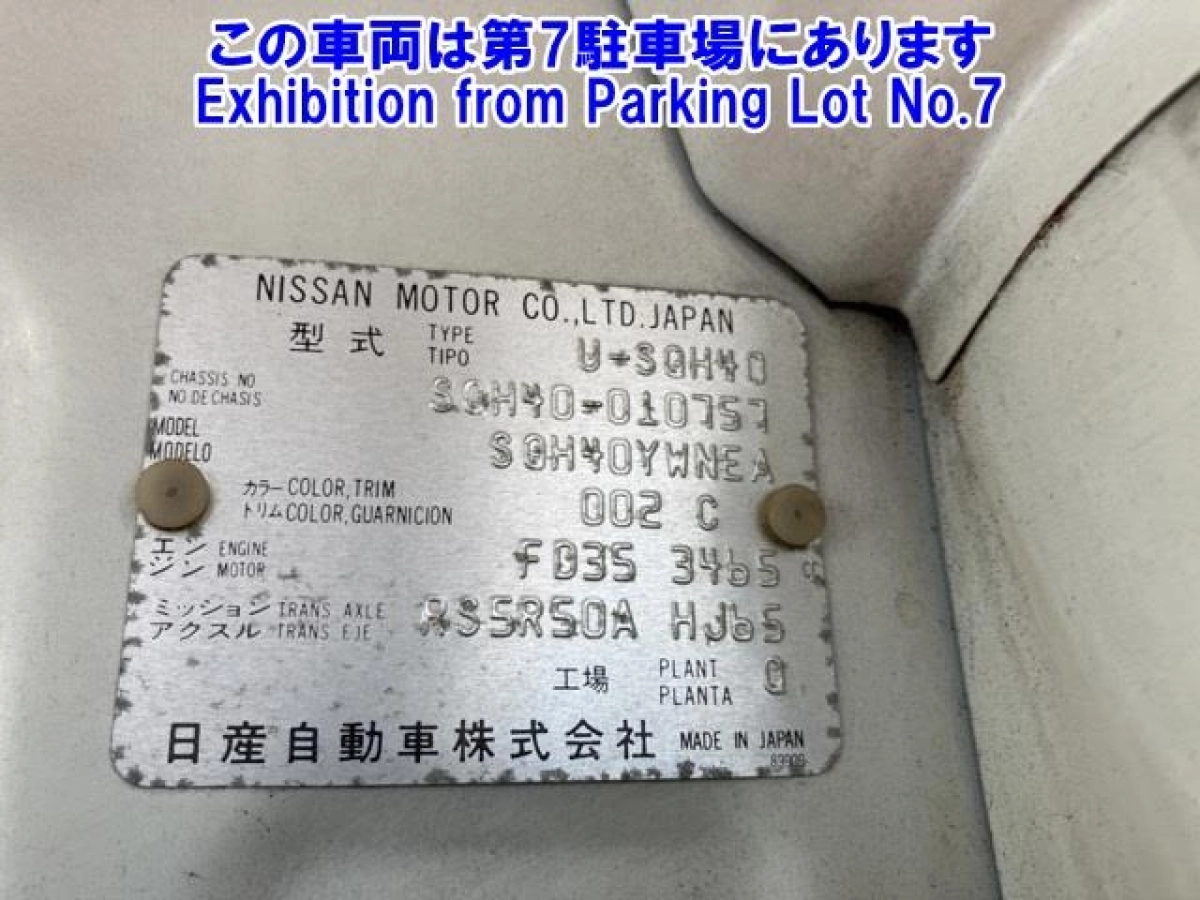 この車両は第7駐車場にあります
Exhibition from Parking Lot No.7
NISSAN MOTOR CO.,LTD.JAPAN
型式 TYPE TIPO U-SGH40
CHASSIS NO NO.DE CHASIS SGH40-010757
MODEL MODELO SGH40YWNEA
カラー COLOR,TRIM
トリム COLOR,GUARNICION 002 C
エンジン ENGINE MOTOR FD35 3465 CC
ミッション TRANS AXLE
アクスル TRANS EJE RS5R50A HJ65
工場 PLANT PLANTA 0
日産自動車株式会社 MADE IN JAPAN